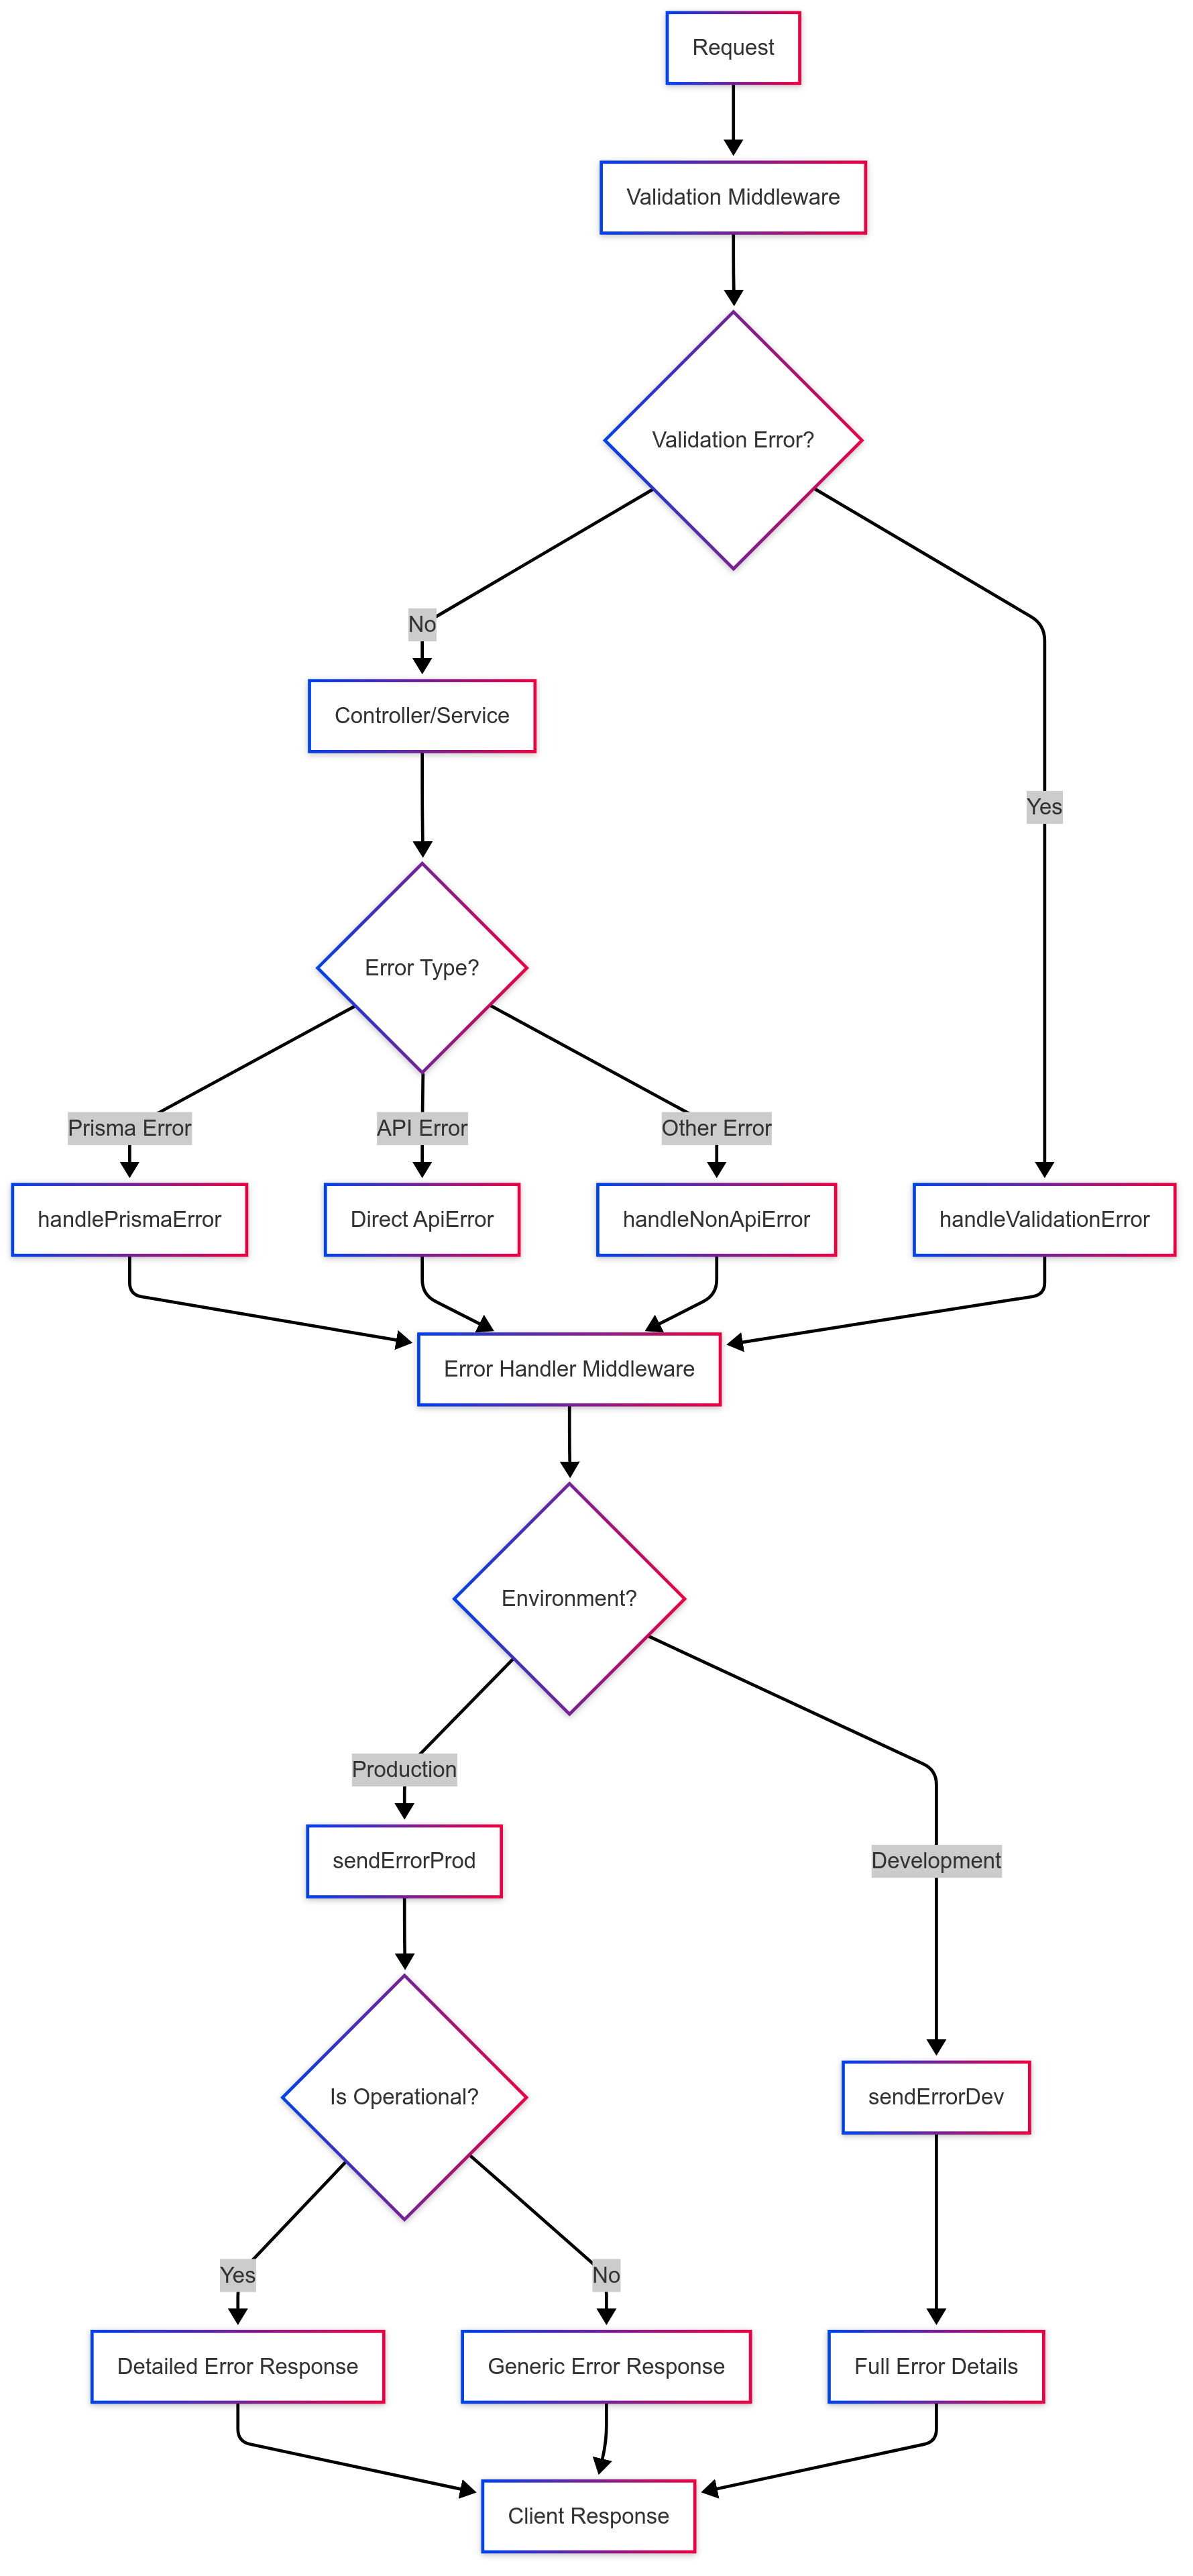 Request
Validation Middleware
Validation Error?
No
Controller/Service
Yes
Error Type?
Prisma Error
API Error
Other Error
handlePrismaError
Direct ApiError
handleNonApiError
handleValidationError
Error Handler Middleware
Environment?
Production
sendErrorProd
Development
Is Operational?
sendErrorDev
Yes
No
Detailed Error Response
Generic Error Response
Full Error Details
Client Response